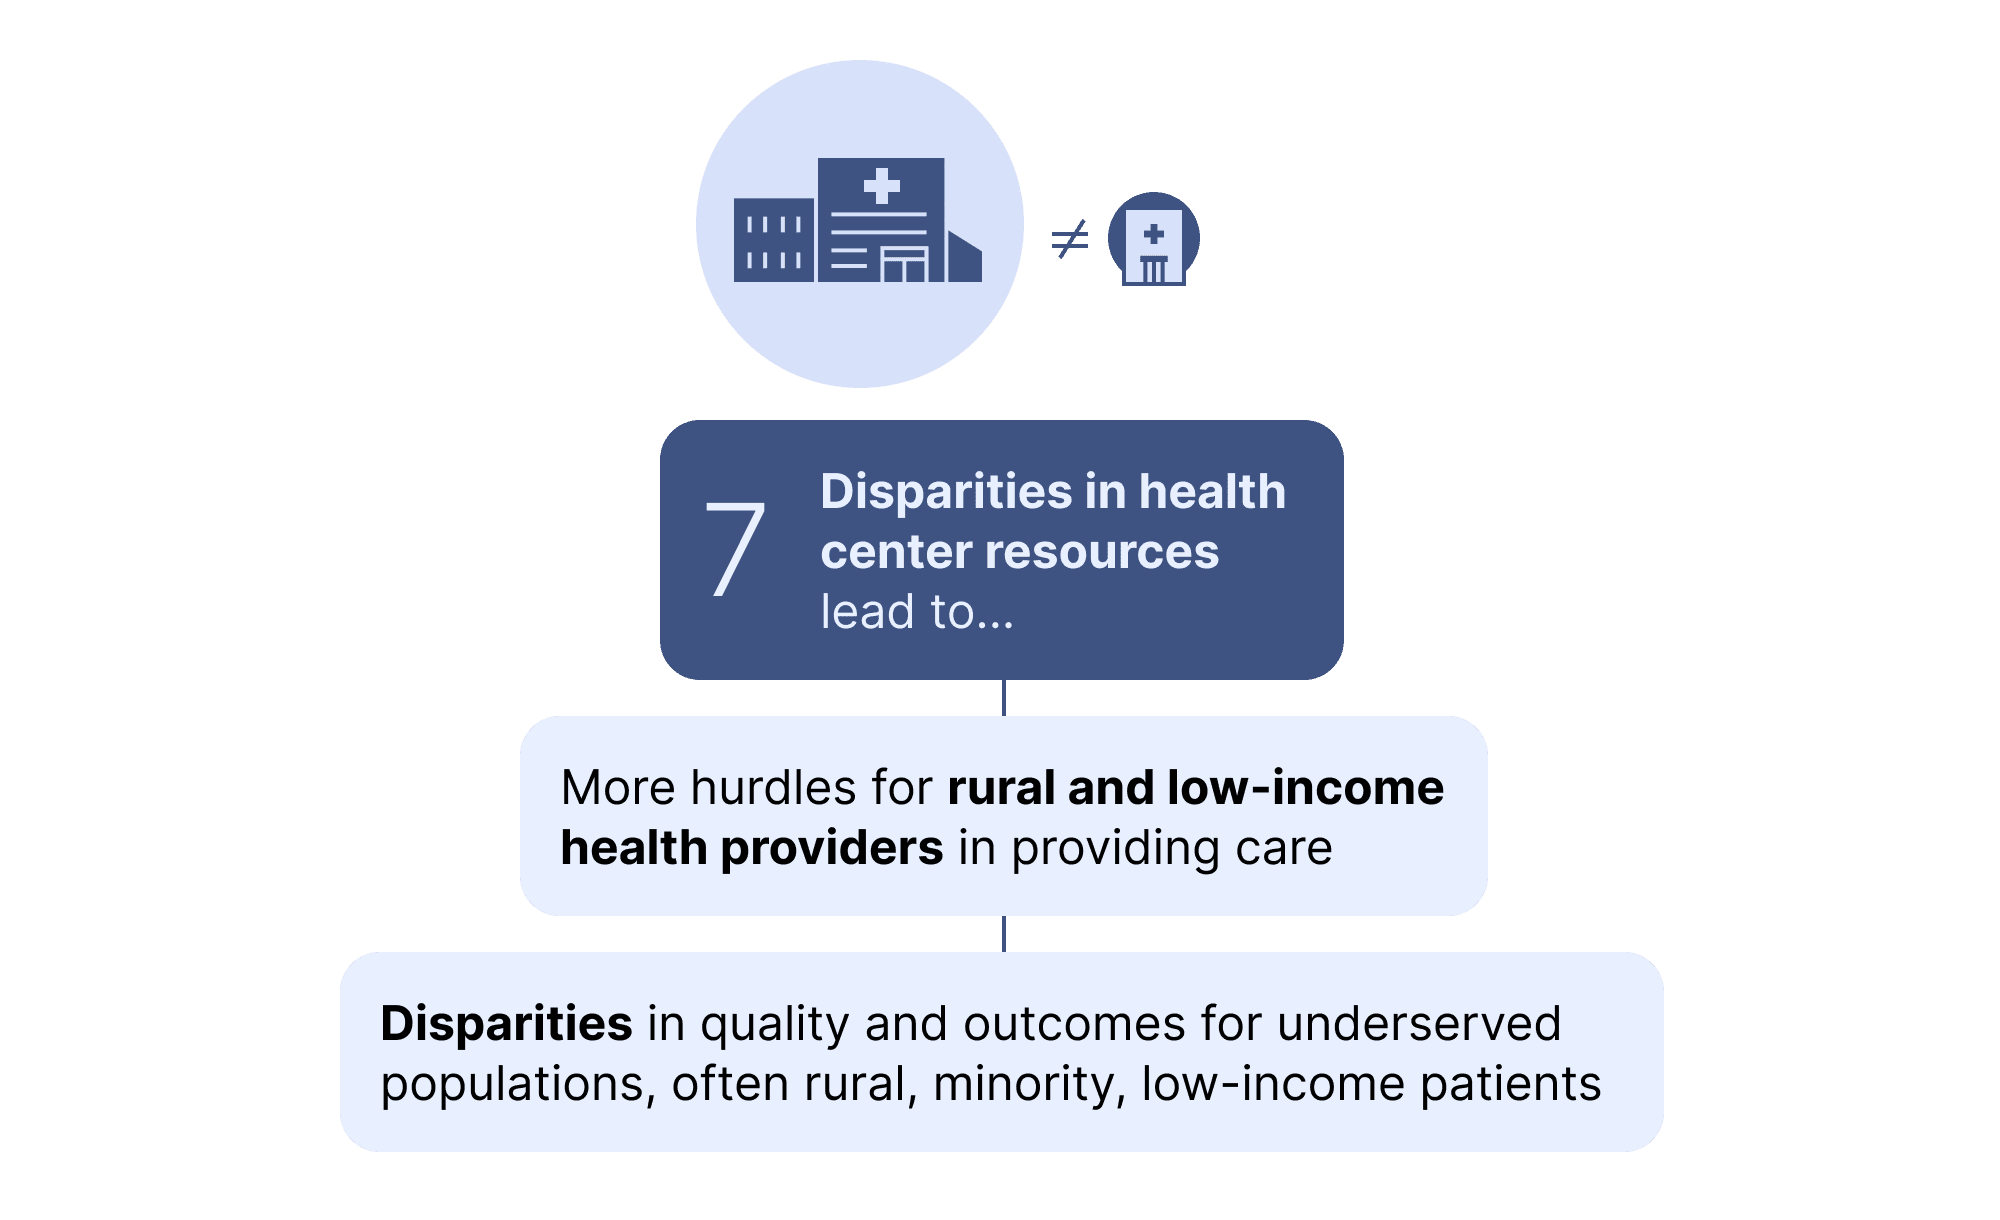 ≠
7
Disparities in health
center resources
lead to...
More hurdles for rural and low-income
health providers in providing care
Disparities in quality and outcomes for underserved
populations, often rural, minority, low-income patients